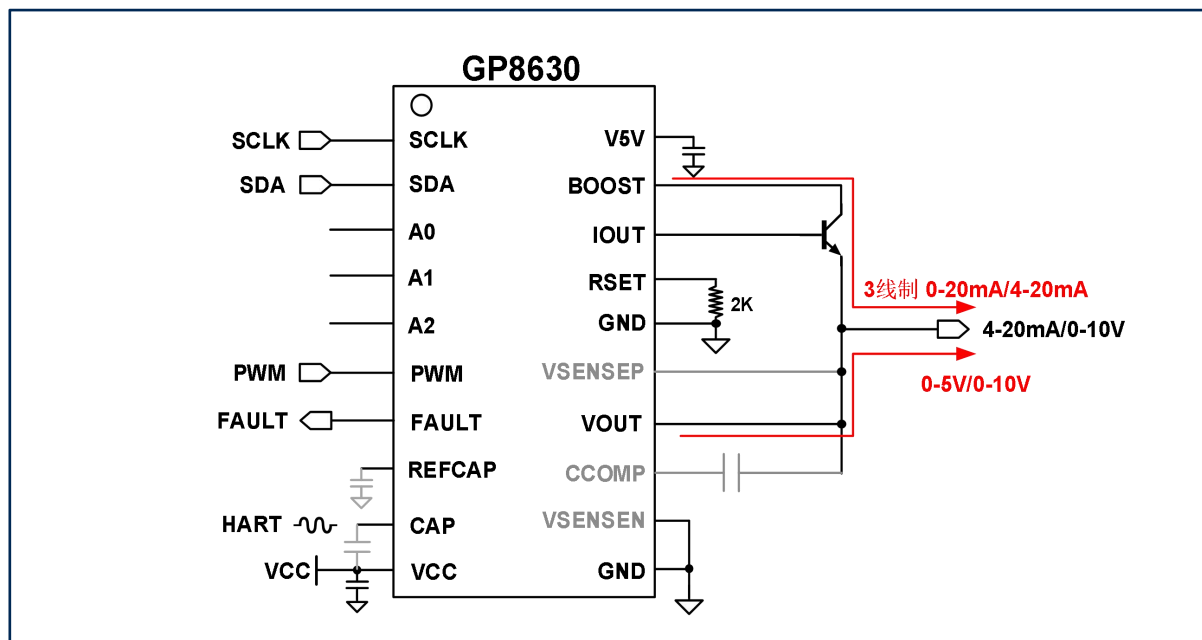 GP8630
SCLK SCLK V5V
SDA SDA BOOST
A0 IOUT
A1 RSET 3线制 0-20mA/4-20mA
2K
A2 GND 4-20mA/0-10V
PWM PWM VSENSEP 0-5V/0-10V
FAULT FAULT VOUT
REFCAP CCOMP
HART CAP VSENSEN
VCC VCC GND